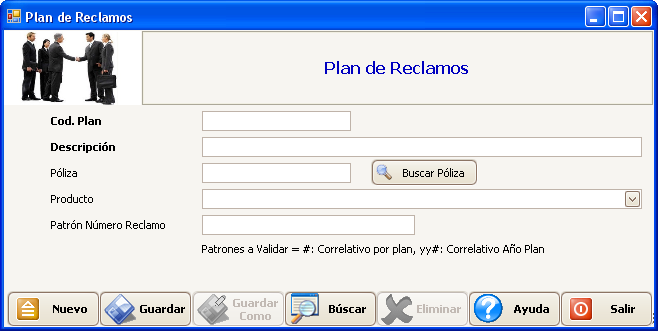 Plan de Reclamos
Plan de Reclamos
Cod. Plan
Descripción
Póliza
Buscar Póliza
Producto
Patrón Número Reclamo
Patrones a Validar = #: Correlativo por plan, yy#: Correlativo Año Plan
Nuevo
Guardar
Guardar
Como
Búscar
Eliminar
Ayuda
Salir